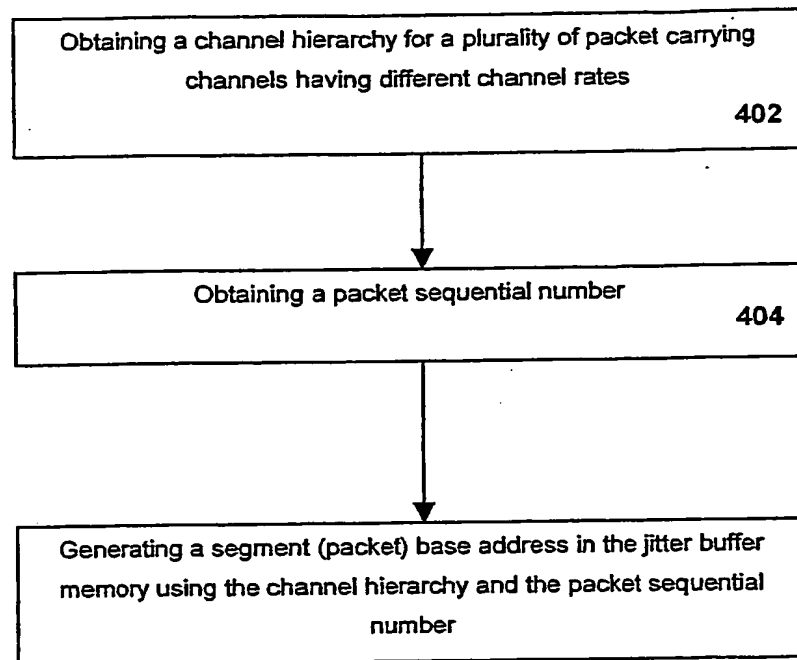 Obtaining a channel hierarchy for a plurality of packet carrying
channels having different channel rates
402
Obtaining a packet sequential number
404
Generating a segment (packet) base address in the jitter buffer
memory using the channel hierarchy and the packet sequential
number